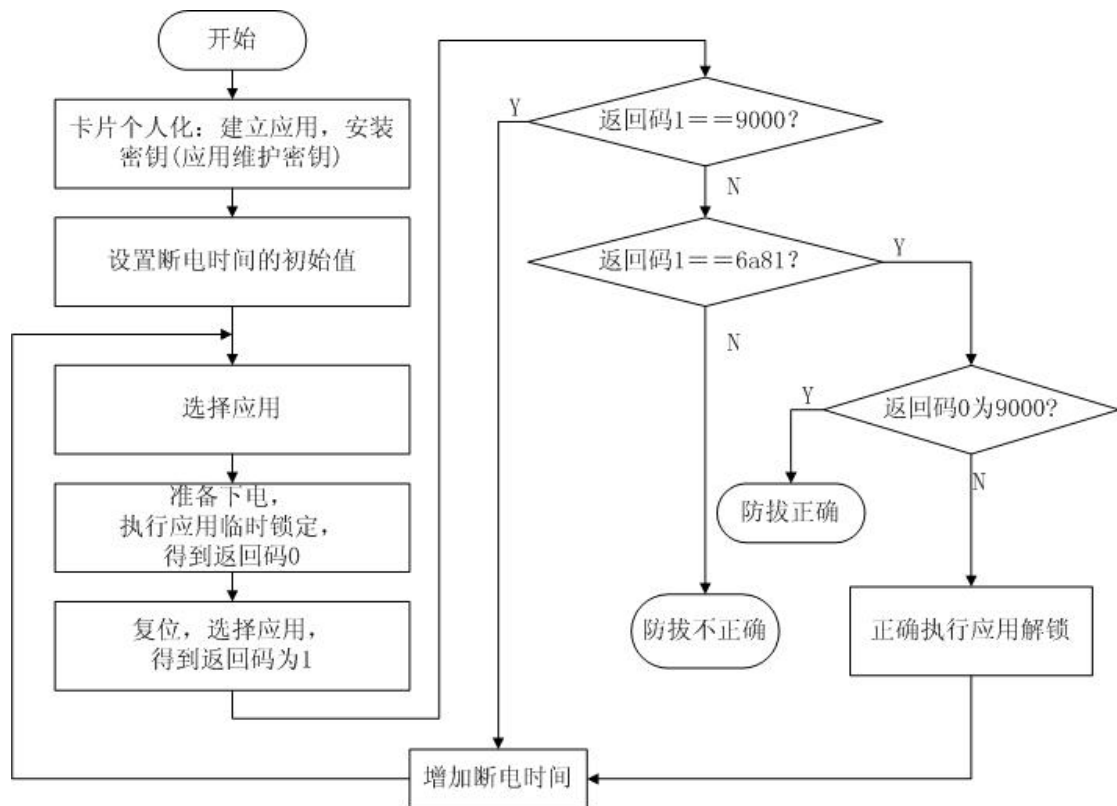 开始
卡片个人化：建立应用，安装
密钥(应用维护密钥)
设置断电时间的初始值
选择应用
准备下电，
执行应用临时锁定，
得到返回码0
复位，选择应用，
得到返回码为1
返回码1==9000?
Y
N
返回码1==6a81?
Y
N
返回码0为9000?
Y
N
防拔正确
防拔不正确
正确执行应用解锁
增加断电时间